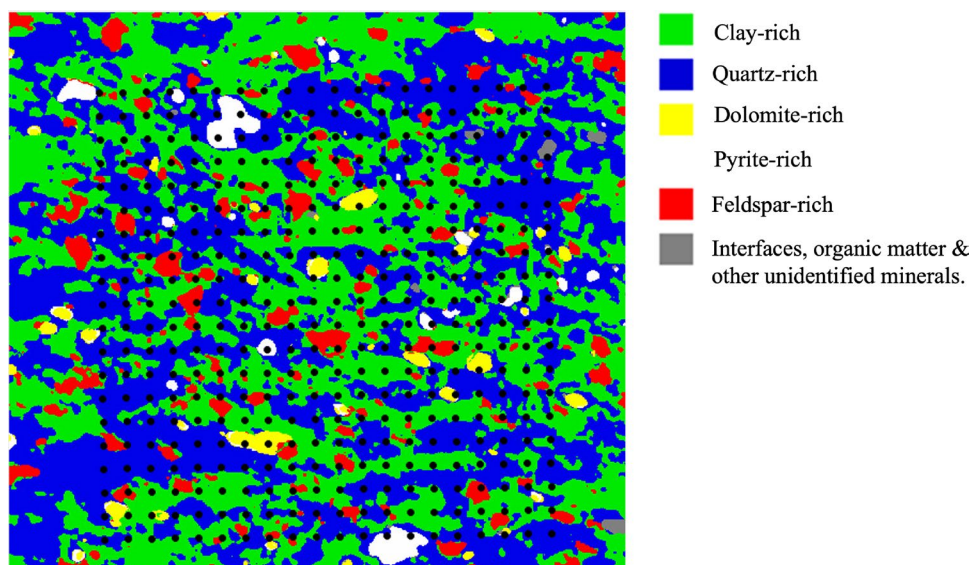 Clay-rich
Quartz-rich
Dolomite-rich
Pyrite-rich
Feldspar-rich
Interfaces, organic matter &
other unidentified minerals.